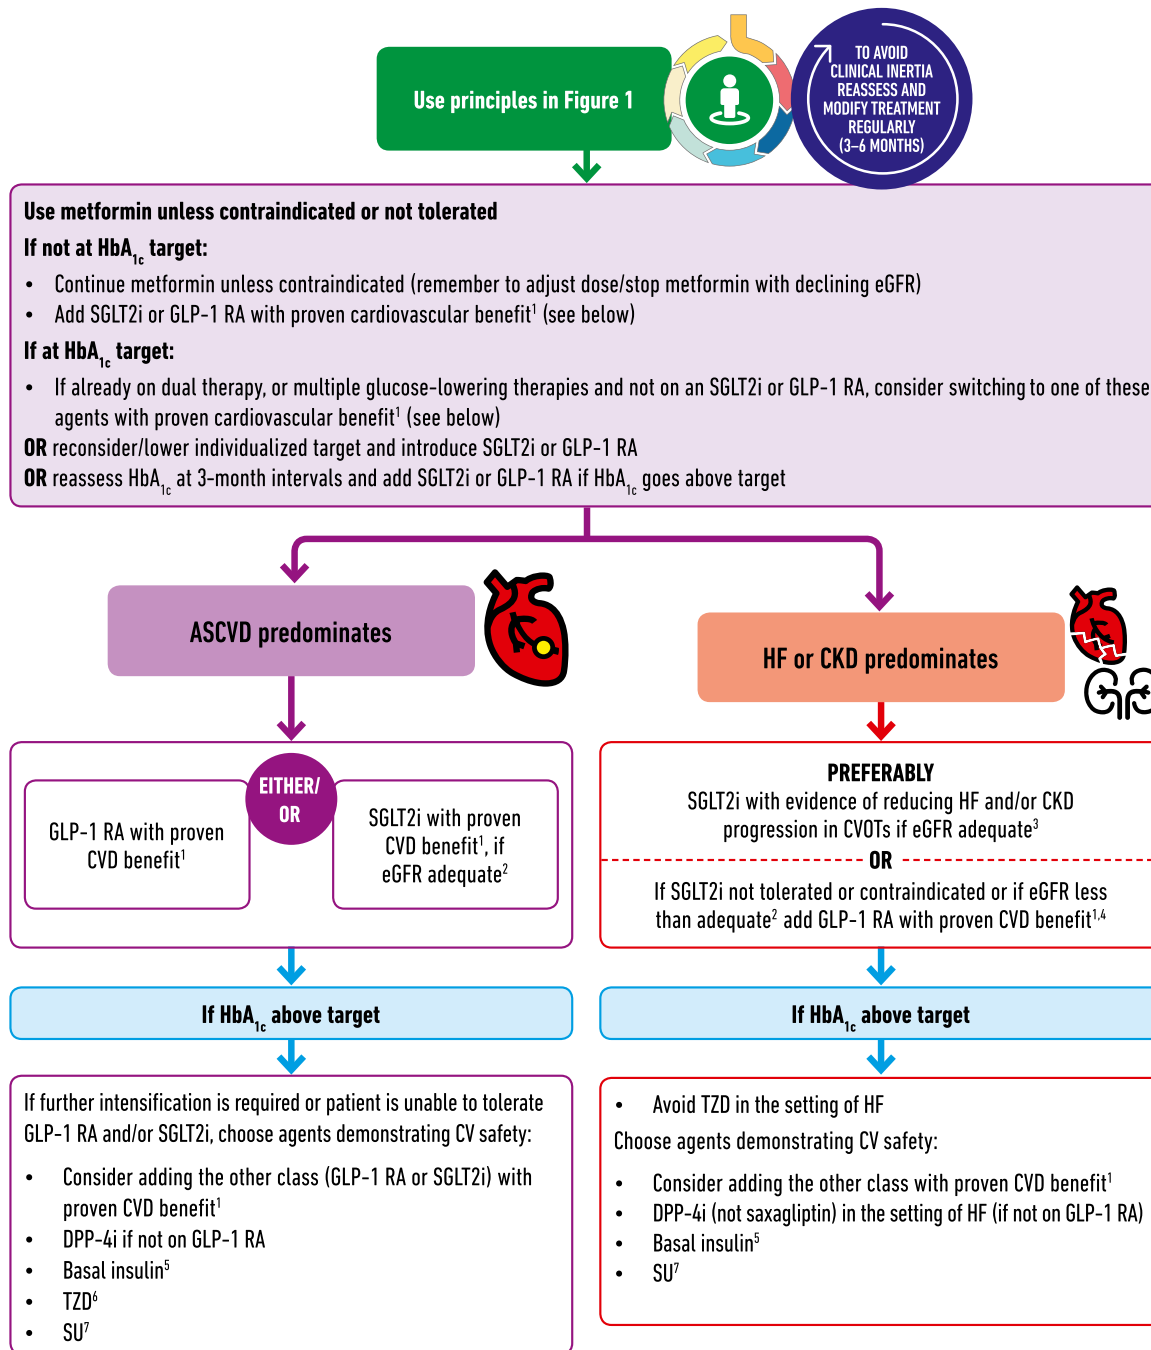 Use principles in Figure 1
TO AVOID
CLINICAL INERTIA
REASSESS AND
MODIFY TREATMENT
REGULARLY
(3–6 MONTHS)
Use metformin unless contraindicated or not tolerated
If not at HbA1c target:
• Continue metformin unless contraindicated (remember to adjust dose/stop metformin with declining eGFR)
• Add SGLT2i or GLP-1 RA with proven cardiovascular benefit1 (see below)
If at HbA1c target:
• If already on dual therapy, or multiple glucose-lowering therapies and not on an SGLT2i or GLP-1 RA, consider switching to one of these
agents with proven cardiovascular benefit1 (see below)
OR reconsider/lower individualized target and introduce SGLT2i or GLP-1 RA
OR reassess HbA1c at 3-month intervals and add SGLT2i or GLP-1 RA if HbA1c goes above target
ASCVD predominates
EITHER/
OR
GLP-1 RA with proven
CVD benefit1
SGLT2i with proven
CVD benefit1, if
eGFR adequate2
If HbA1c above target
If further intensification is required or patient is unable to tolerate
GLP-1 RA and/or SGLT2i, choose agents demonstrating CV safety:
• Consider adding the other class (GLP-1 RA or SGLT2i) with
proven CVD benefit1
• DPP-4i if not on GLP-1 RA
• Basal insulin5
• TZD6
• SU7
HF or CKD predominates
PREFERABLY
SGLT2i with evidence of reducing HF and/or CKD
progression in CVOTs if eGFR adequate3
OR
If SGLT2i not tolerated or contraindicated or if eGFR less
than adequate2 add GLP-1 RA with proven CVD benefit1,4
If HbA1c above target
• Avoid TZD in the setting of HF
Choose agents demonstrating CV safety:
• Consider adding the other class with proven CVD benefit1
• DPP-4i (not saxagliptin) in the setting of HF (if not on GLP-1 RA)
• Basal insulin5
• SU7